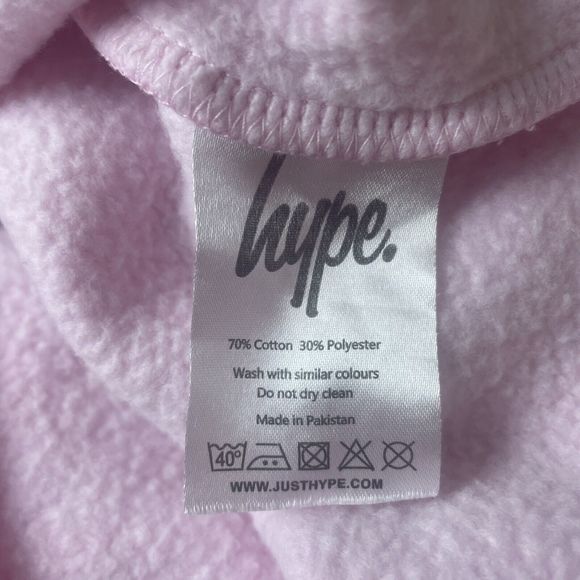 hype.
70% Cotton 30% Polyester
Wash with similar colours
Do not dry clean
Made in Pakistan
40°
WWW.JUSTHYPE.COM